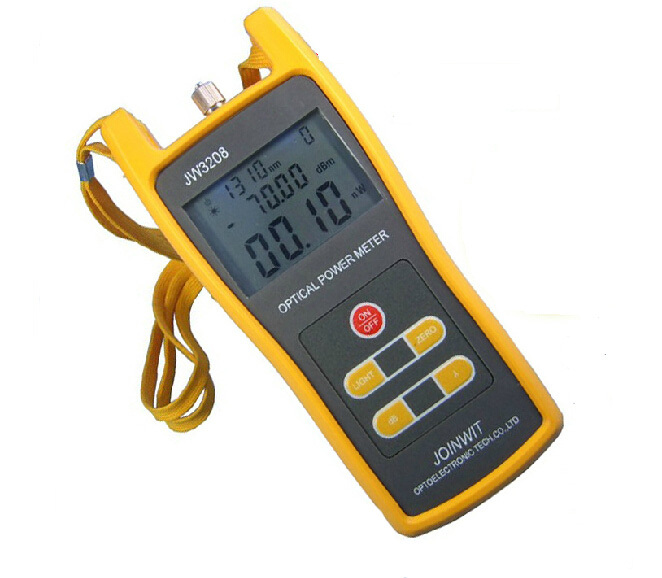 JW3208
1310 nm 0
- 70.00 dBm
00.10 nW
OPTICAL POWER METER
ON
OFF
LIGHT
ZERO
dB
λ
JOINWIT
OPTOELECTRONIC TECH.CO.,LTD